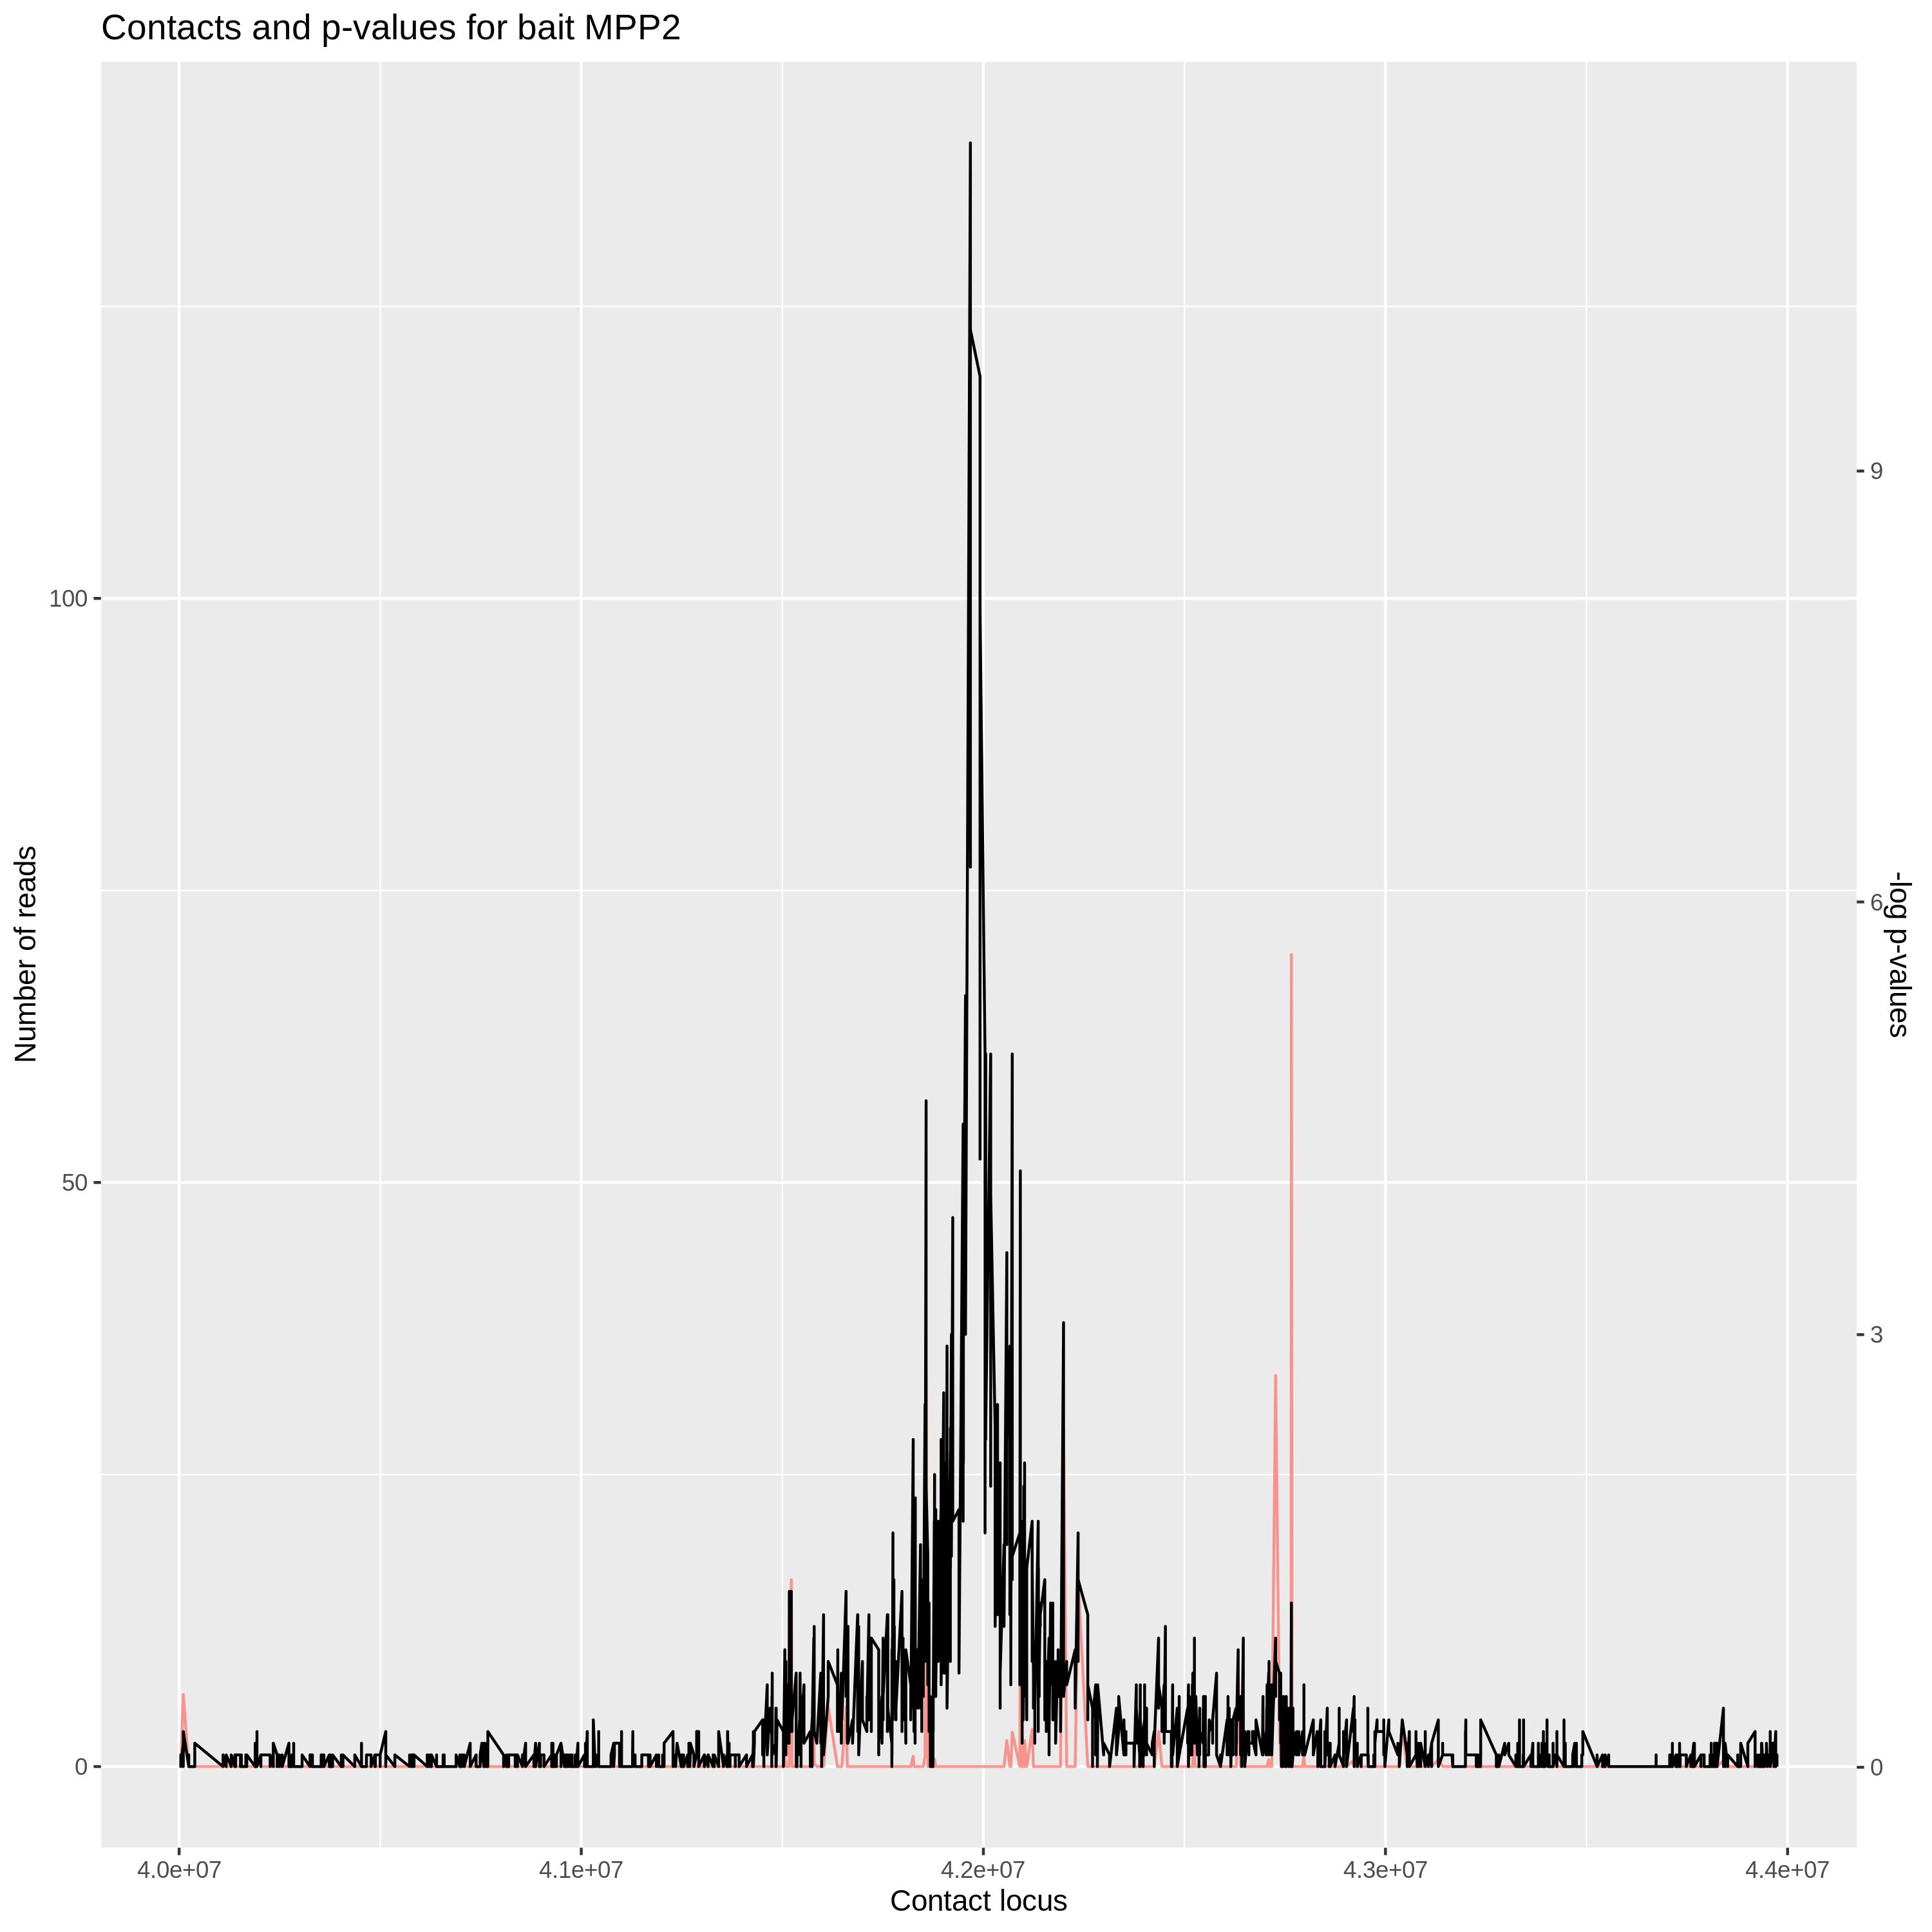 Contacts and p-values for bait MPP2
Number of reads
100
50
0
9
6
3
0
-log p-values
4.0e+07
4.1e+07
4.2e+07
4.3e+07
4.4e+07
Contact locus